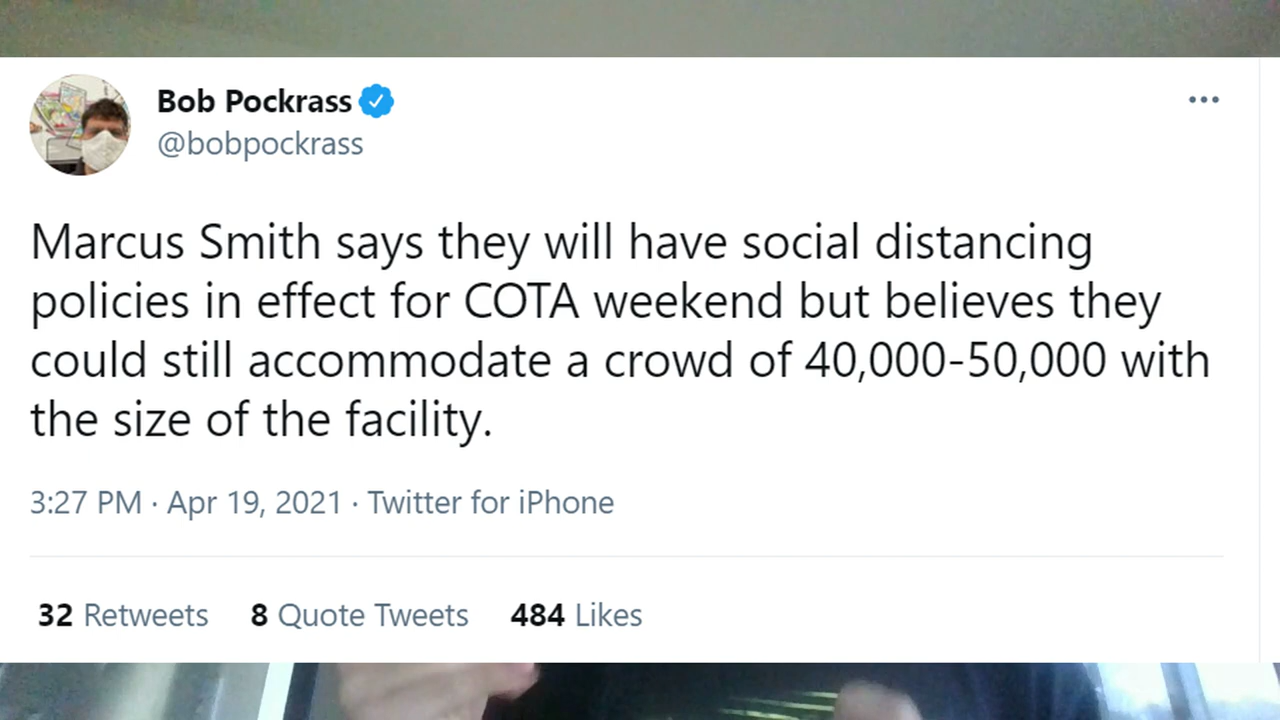 Bob Pockrass
@bobpockrass
Marcus Smith says they will have social distancing
policies in effect for COTA weekend but believes they
could still accommodate a crowd of 40,000-50,000 with
the size of the facility.
3:27 PM · Apr 19, 2021 · Twitter for iPhone
32 Retweets 8 Quote Tweets 484 Likes